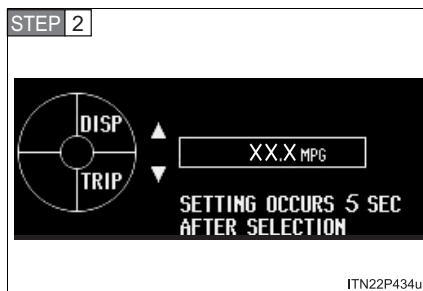 STEP 2
DISP
TRIP
XX.X MPG
SETTING OCCURS 5 SEC
AFTER SELECTION
ITN22P434u